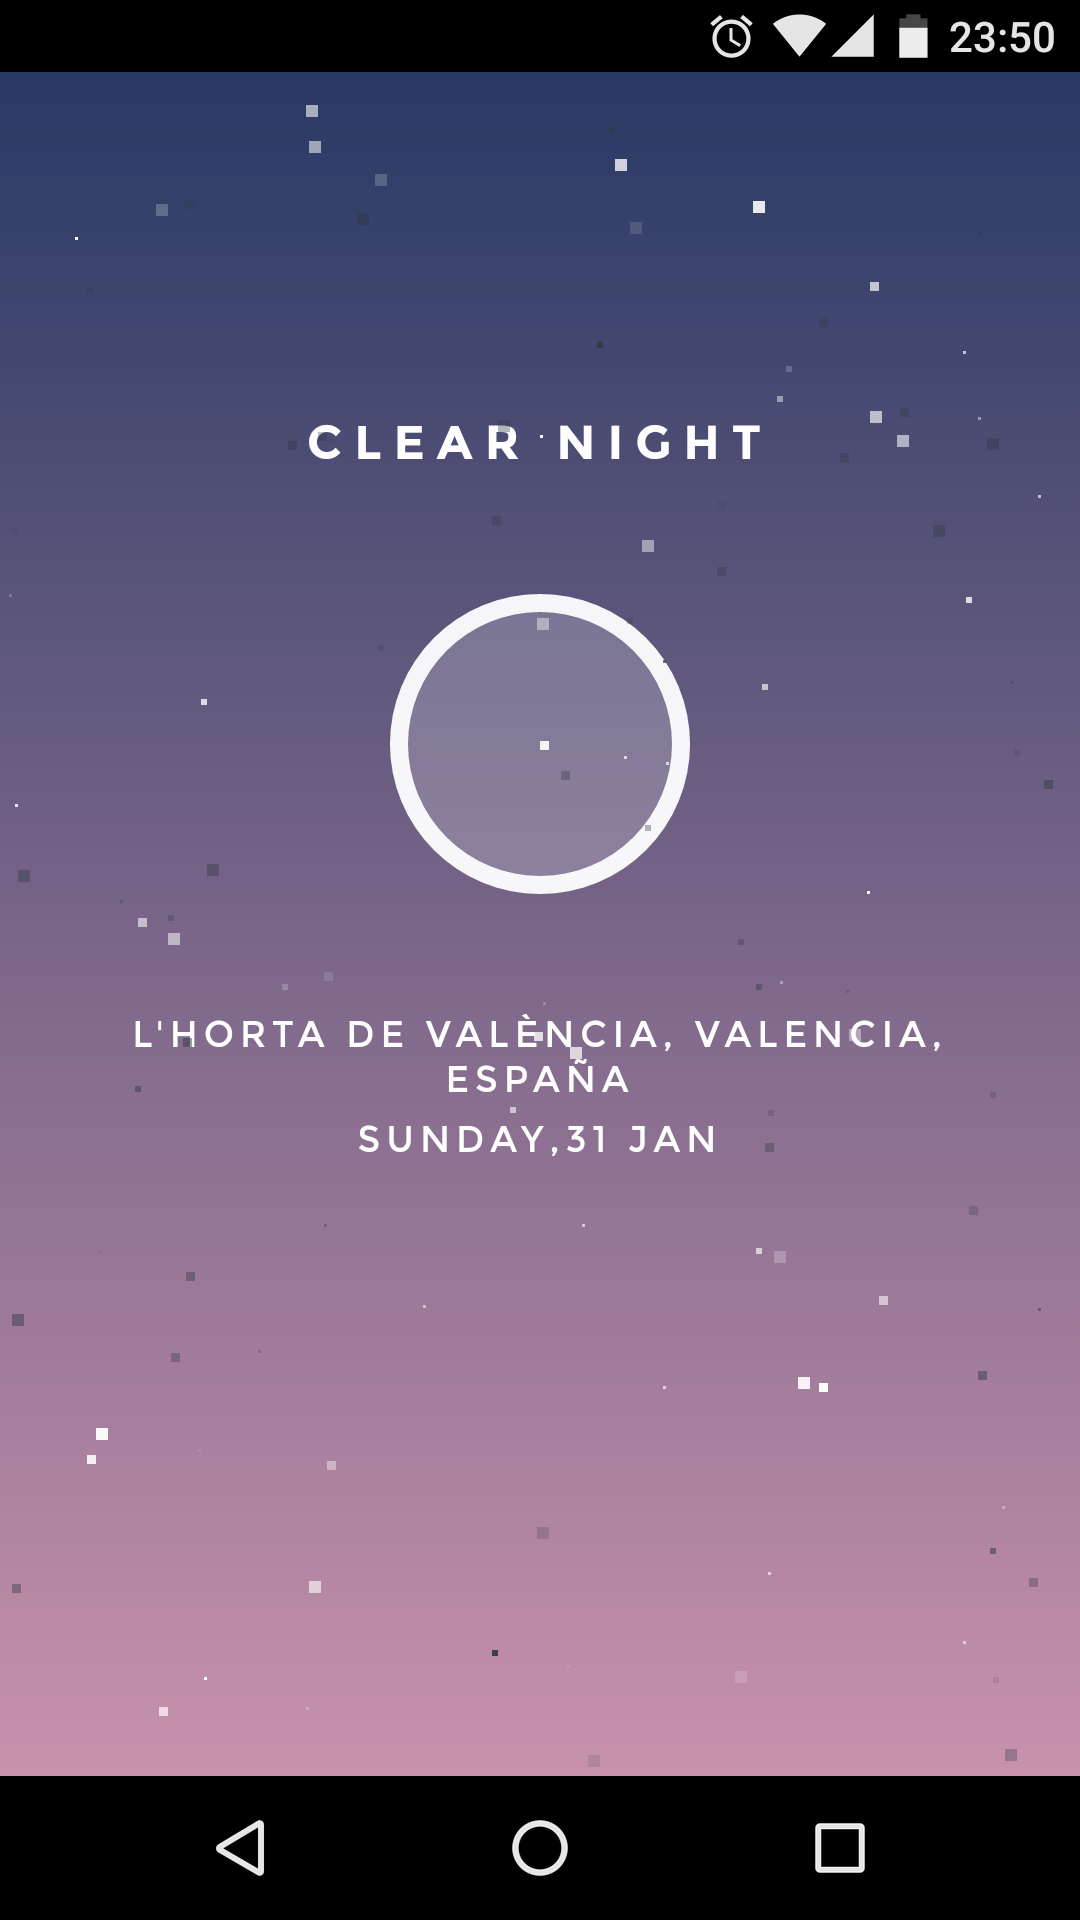 23:50
CLEAR NIGHT
L'HORTA DE VALÈNCIA, VALENCIA,
ESPAÑA
SUNDAY,31 JAN